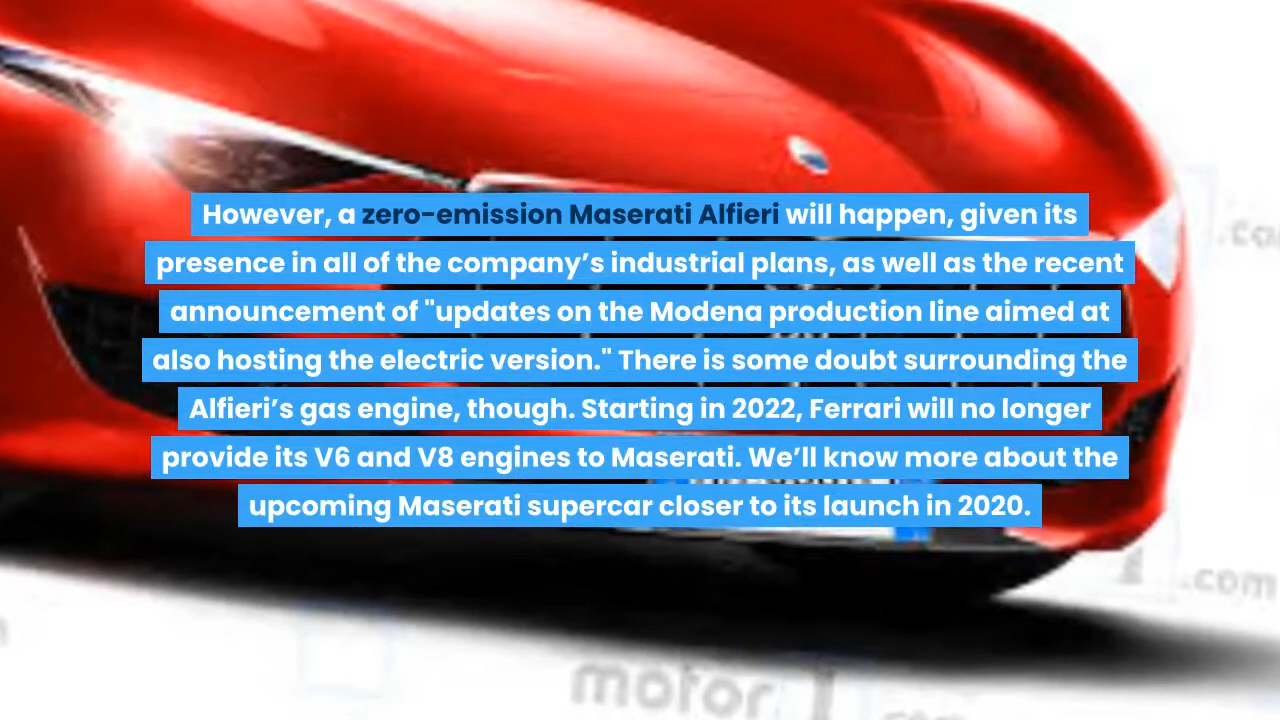 However, a zero-emission Maserati Alfieri will happen, given its
presence in all of the company’s industrial plans, as well as the recent
announcement of "updates on the Modena production line aimed at
also hosting the electric version." There is some doubt surrounding the
Alfieri’s gas engine, though. Starting in 2022, Ferrari will no longer
provide its V6 and V8 engines to Maserati. We’ll know more about the
upcoming Maserati supercar closer to its launch in 2020.
.com
motor1
.com